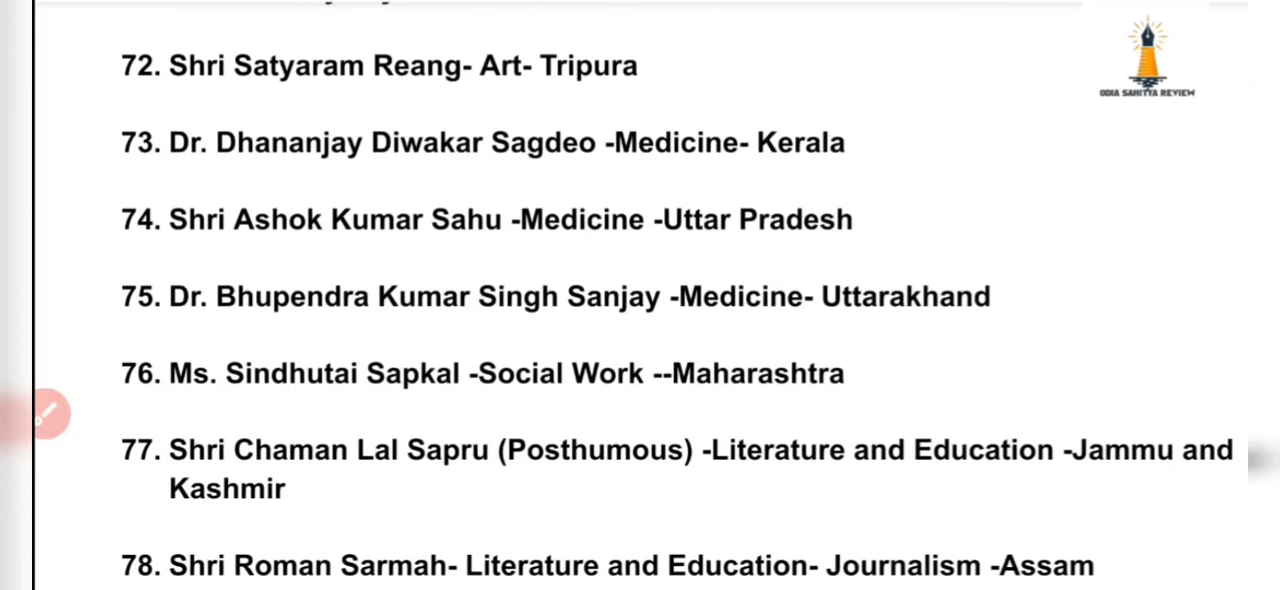 ODIA SAHITYA REVIEW
72. Shri Satyaram Reang- Art- Tripura
73. Dr. Dhananjay Diwakar Sagdeo -Medicine- Kerala
74. Shri Ashok Kumar Sahu -Medicine -Uttar Pradesh
75. Dr. Bhupendra Kumar Singh Sanjay -Medicine- Uttarakhand
76. Ms. Sindhutai Sapkal -Social Work --Maharashtra
77. Shri Chaman Lal Sapru (Posthumous) -Literature and Education -Jammu and
Kashmir
78. Shri Roman Sarmah- Literature and Education- Journalism -Assam